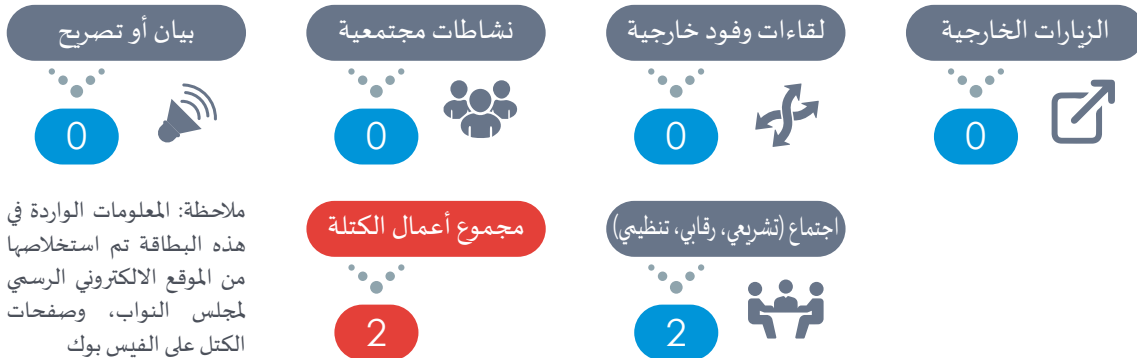 الزيارات الخارجية
0
لقاءات وفود خارجية
0
نشاطات مجتمعية
0
بيان أو تصريح
0
اجتماع (تشريعي، رقابي، تنظيمي)
2
مجموع أعمال الكتلة
2
ملاحظة: المعلومات الواردة في
هذه البطاقة تم استخلاصها
من الموقع الالكتروني الرسمي
لمجلس النواب، وصفحات
الكتل على الفيس بوك